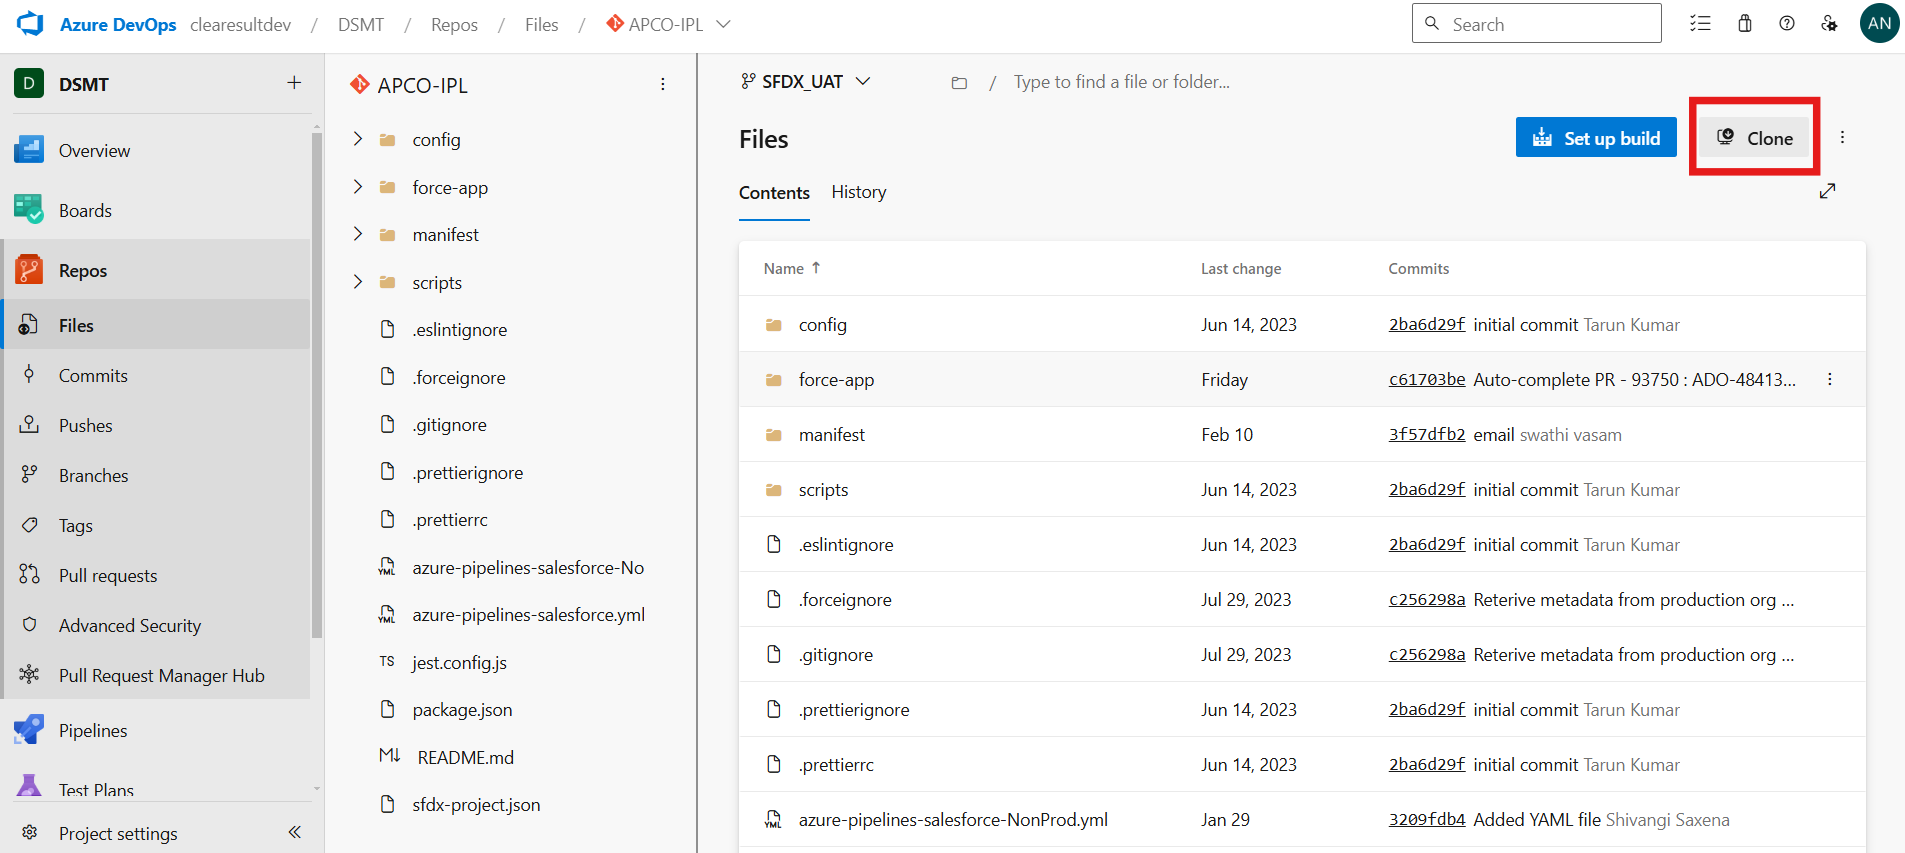 Azure DevOps clearesultdev / DSMT / Repos / Files / APCO-IPL
Search
AN
D DSMT +
Overview
Boards
Repos
Files
Commits
Pushes
Branches
Tags
Pull requests
Advanced Security
Pull Request Manager Hub
Pipelines
Test Plans
Project settings
APCO-IPL
config
force-app
manifest
scripts
.eslintignore
.forceignore
.gitignore
.prettierignore
.prettierrc
YML azure-pipelines-salesforce-No
YML azure-pipelines-salesforce.yml
TS jest.config.js
package.json
M↓ README.md
sfdx-project.json
SFDX_UAT / Type to find a file or folder...
Files
Set up build
Clone
Contents History
Name ↑ Last change Commits
config Jun 14, 2023 2ba6d29f initial commit Tarun Kumar
force-app Friday c61703be Auto-complete PR - 93750 : ADO-48413...
manifest Feb 10 3f57dfb2 email swathi vasam
scripts Jun 14, 2023 2ba6d29f initial commit Tarun Kumar
.eslintignore Jun 14, 2023 2ba6d29f initial commit Tarun Kumar
.forceignore Jul 29, 2023 c256298a Reterive metadata from production org ...
.gitignore Jul 29, 2023 c256298a Reterive metadata from production org ...
.prettierignore Jun 14, 2023 2ba6d29f initial commit Tarun Kumar
.prettierrc Jun 14, 2023 2ba6d29f initial commit Tarun Kumar
YML azure-pipelines-salesforce-NonProd.yml Jan 29 3209fdb4 Added YAML file Shivangi Saxena